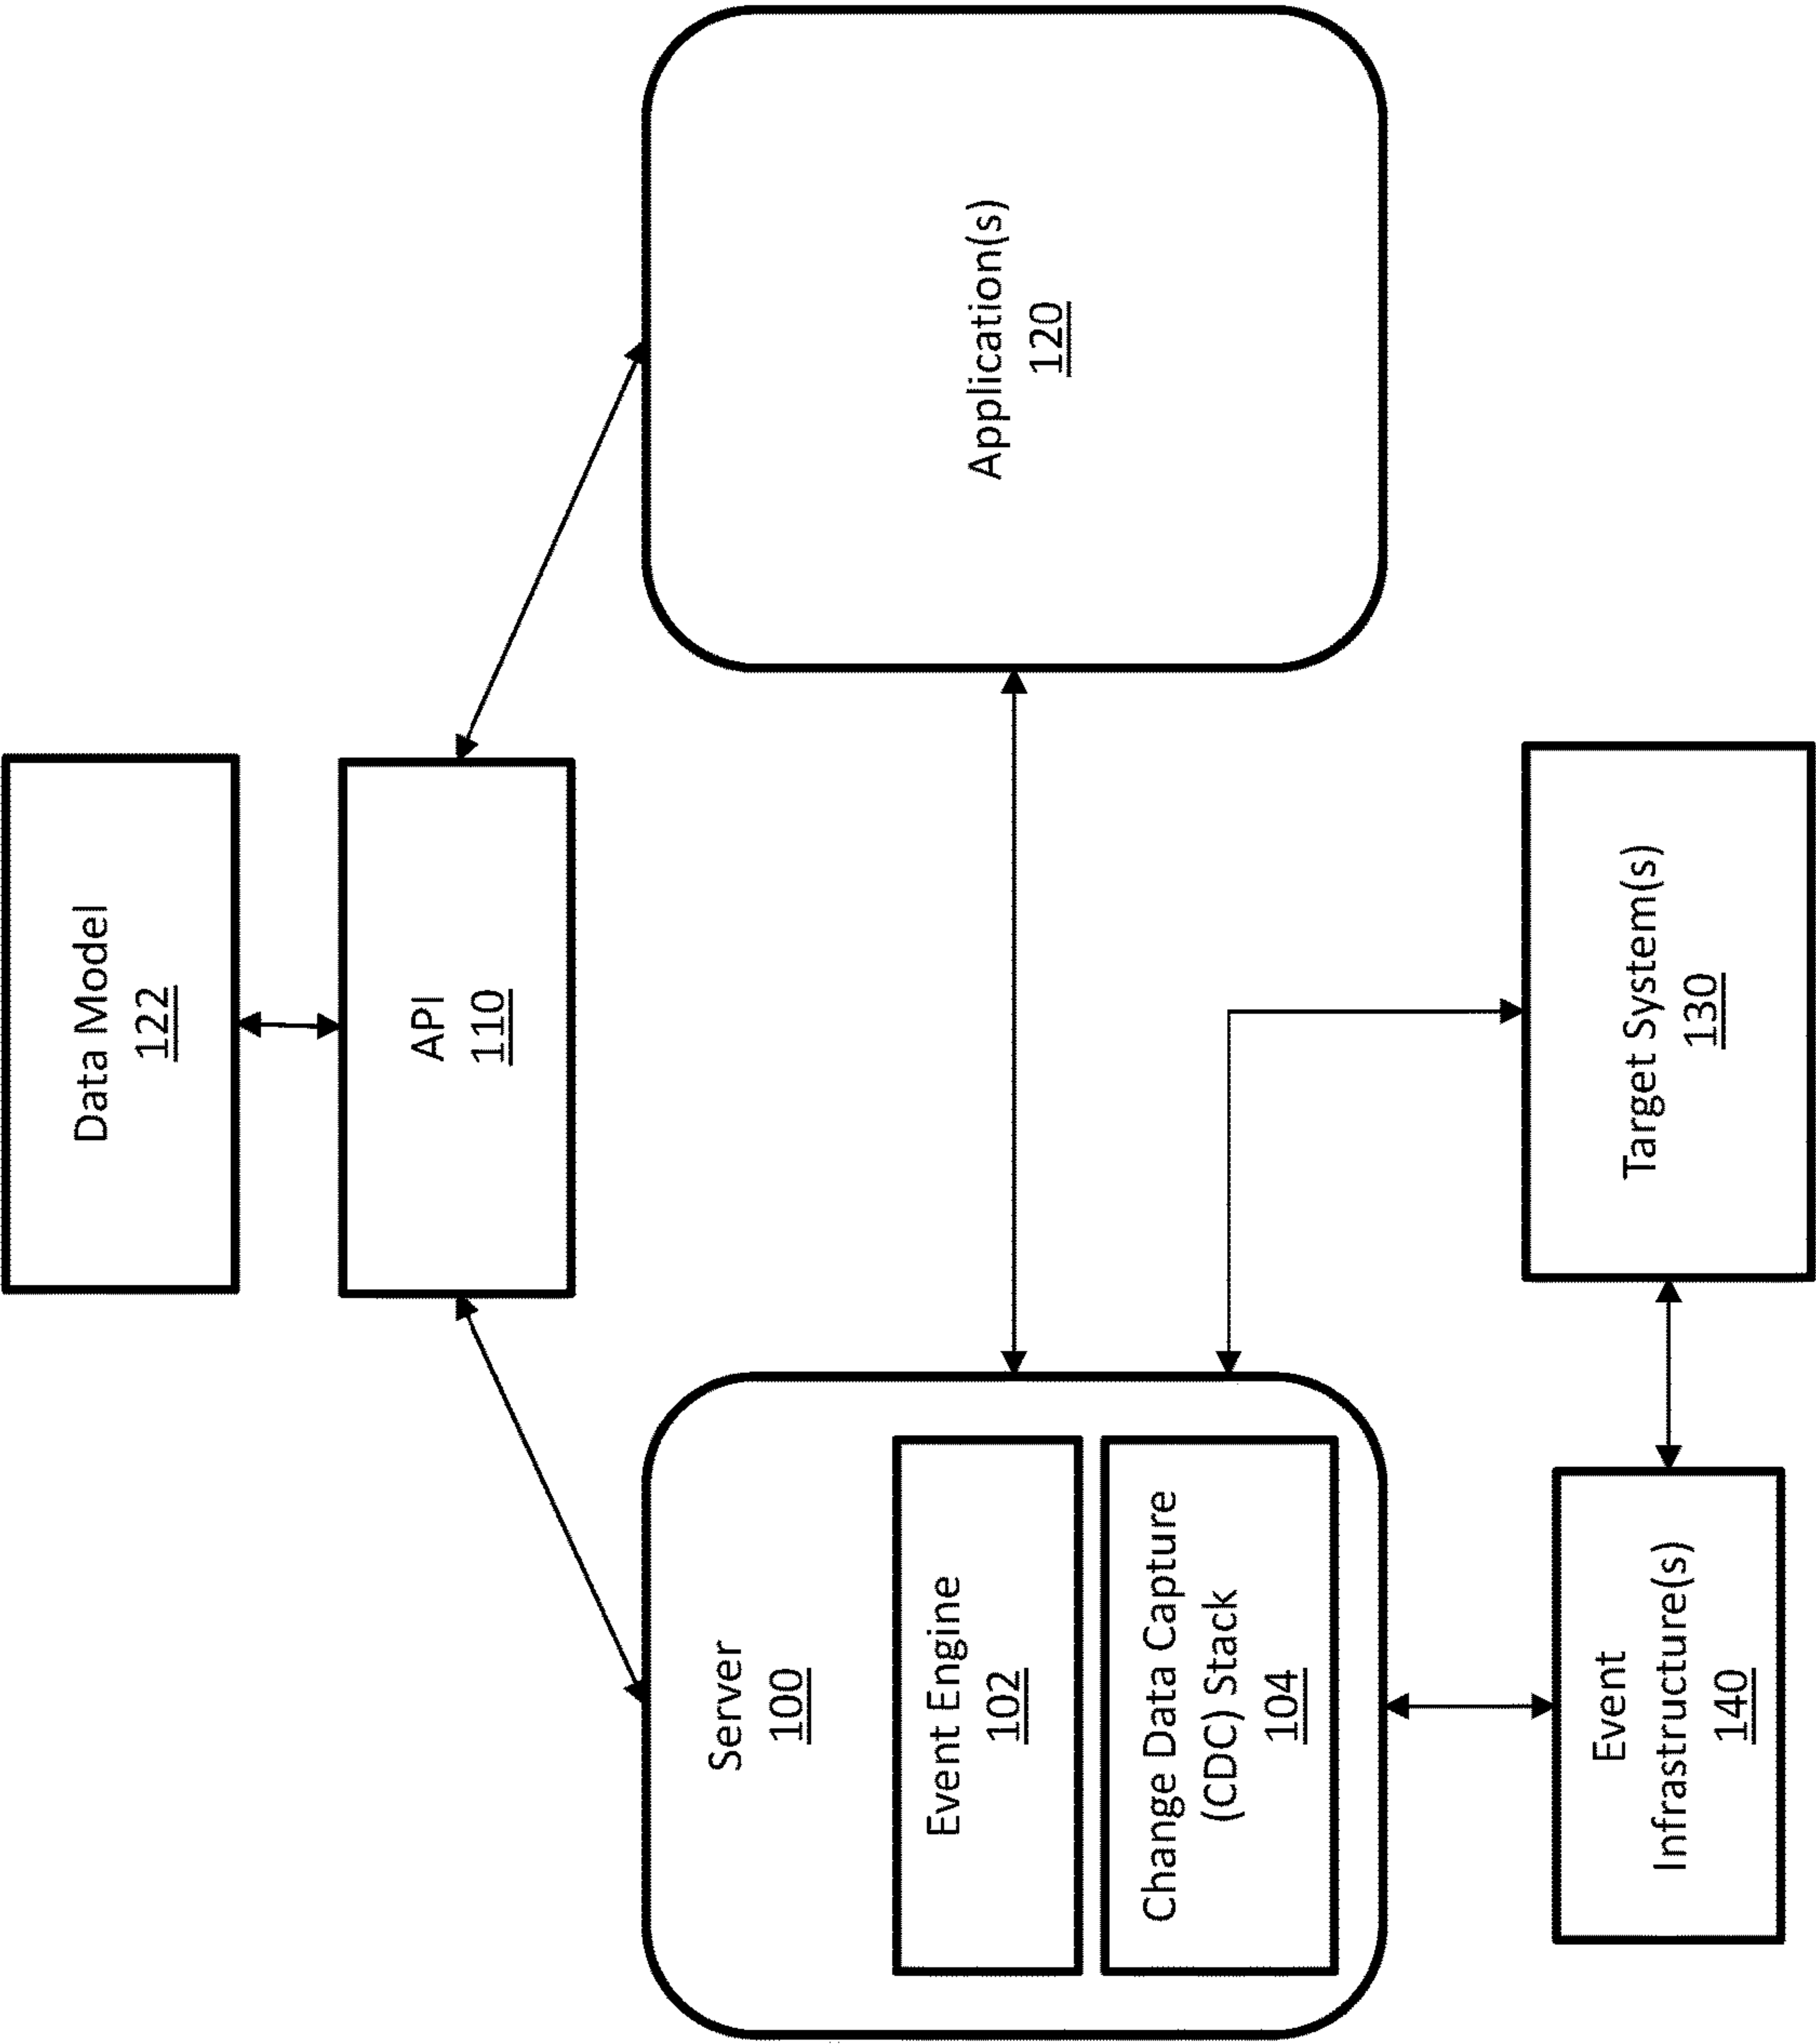 Data Model
122
API
110
Server
100
Event Engine
102
Change Data Capture
(CDC) Stack
104
Application(s)
120
Event
Infrastructure(s)
140
Target System(s)
130